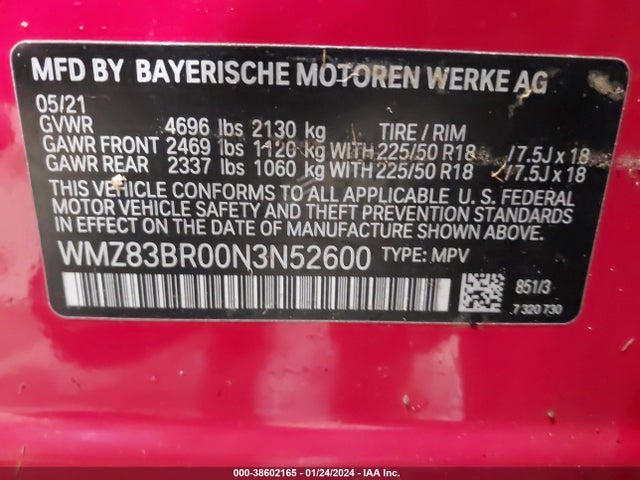 MFD BY BAYERISCHE MOTOREN WERKE AG
05/21
GVWR 4696 lbs 2130 kg TIRE / RIM
GAWR FRONT 2469 lbs 1120 kg WITH 225/50 R18 /7.5J x 18
GAWR REAR 2337 lbs 1060 kg WITH 225/50 R18 /7.5J x 18
THIS VEHICLE CONFORMS TO ALL APPLICABLE U. S. FEDERAL
MOTOR VEHICLE SAFETY AND THEFT PREVENTION STANDARDS
IN EFFECT ON THE DATE OF MANUFACTURE SHOWN ABOVE.
WMZ83BR00N3N52600 TYPE: MPV
851/3
7 320 730
000-38602165 - 01/24/2024 - IAA Inc.